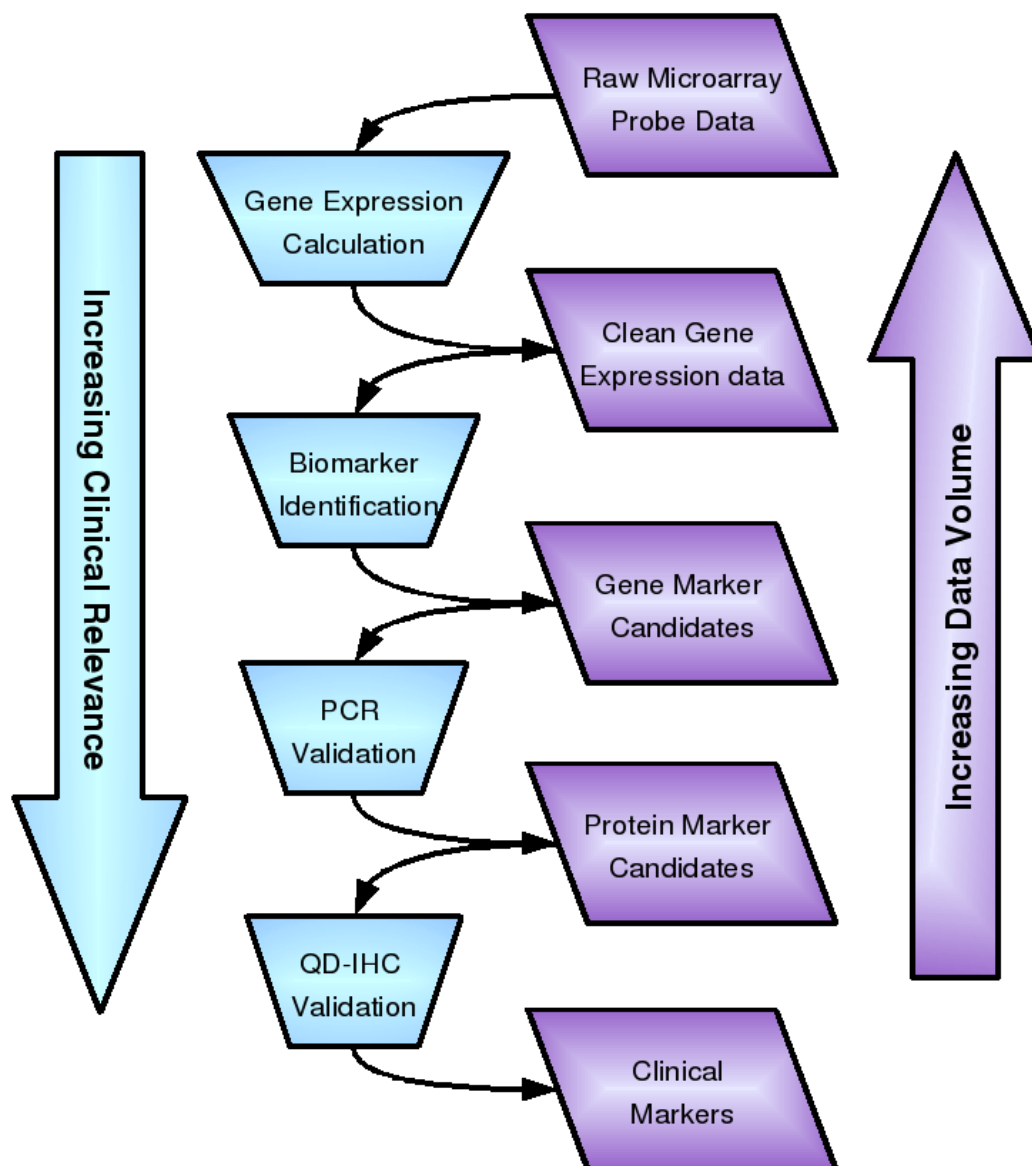 Raw Microarray
Probe Data
Gene Expression
Calculation
Clean Gene
Expression data
Biomarker
Identification
Gene Marker
Candidates
PCR
Validation
Protein Marker
Candidates
QD-IHC
Validation
Clinical
Markers
Increasing Clinical Relevance
Increasing Data Volume